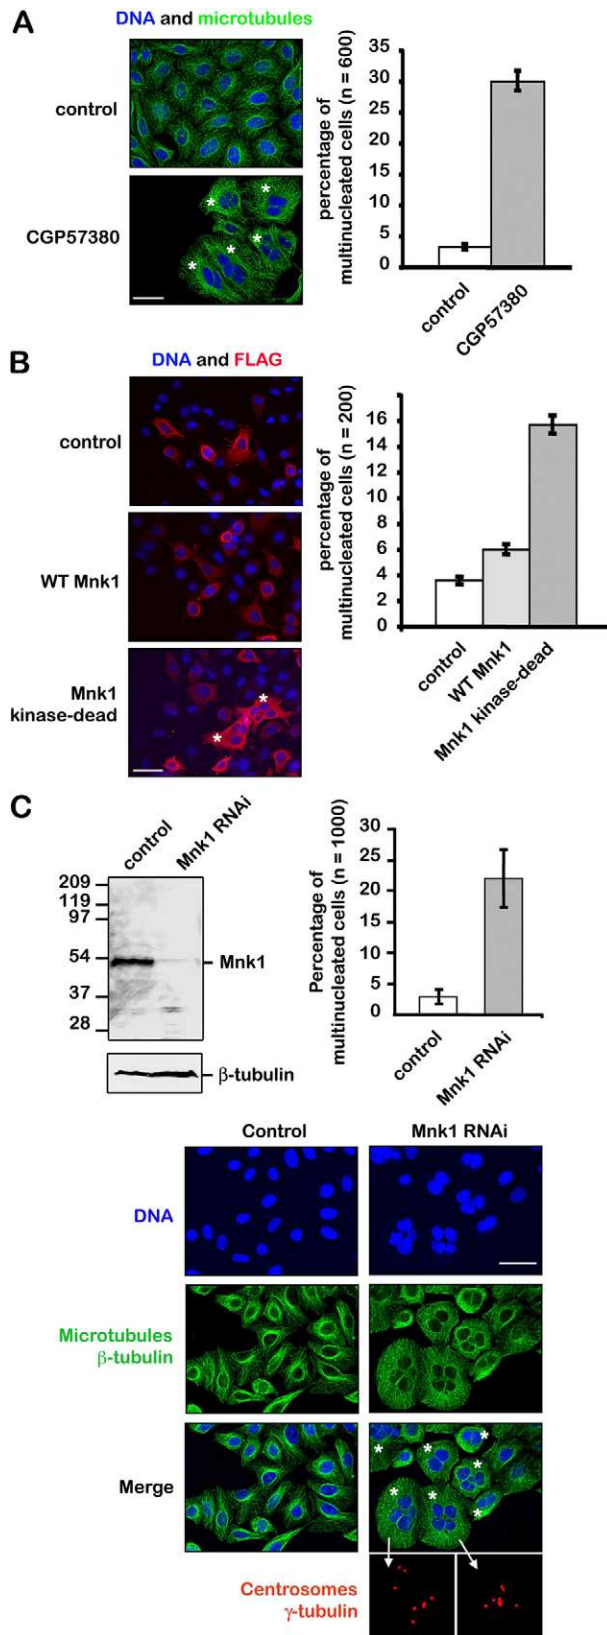 A
DNA and microtubules
control
CGP57380
* * * * *
percentage of
multinucleated cells (n = 600)
35
30
25
20
15
10
5
0
control
CGP57380
B
DNA and FLAG
control
WT Mnk1
Mnk1
kinase-dead
* *
percentage of
multinucleated cells (n = 200)
16
14
12
10
8
6
4
2
0
control
WT Mnk1
Mnk1 kinase-dead
C
control
Mnk1 RNAi
209
119
97
54
37
28
Mnk1
β-tubulin
Percentage of
multinucleated cells (n = 1000)
30
25
20
15
10
5
0
control
Mnk1 RNAi
Control
Mnk1 RNAi
DNA
Microtubules
β-tubulin
Merge
* * * * * * *
Centrosomes
γ-tubulin